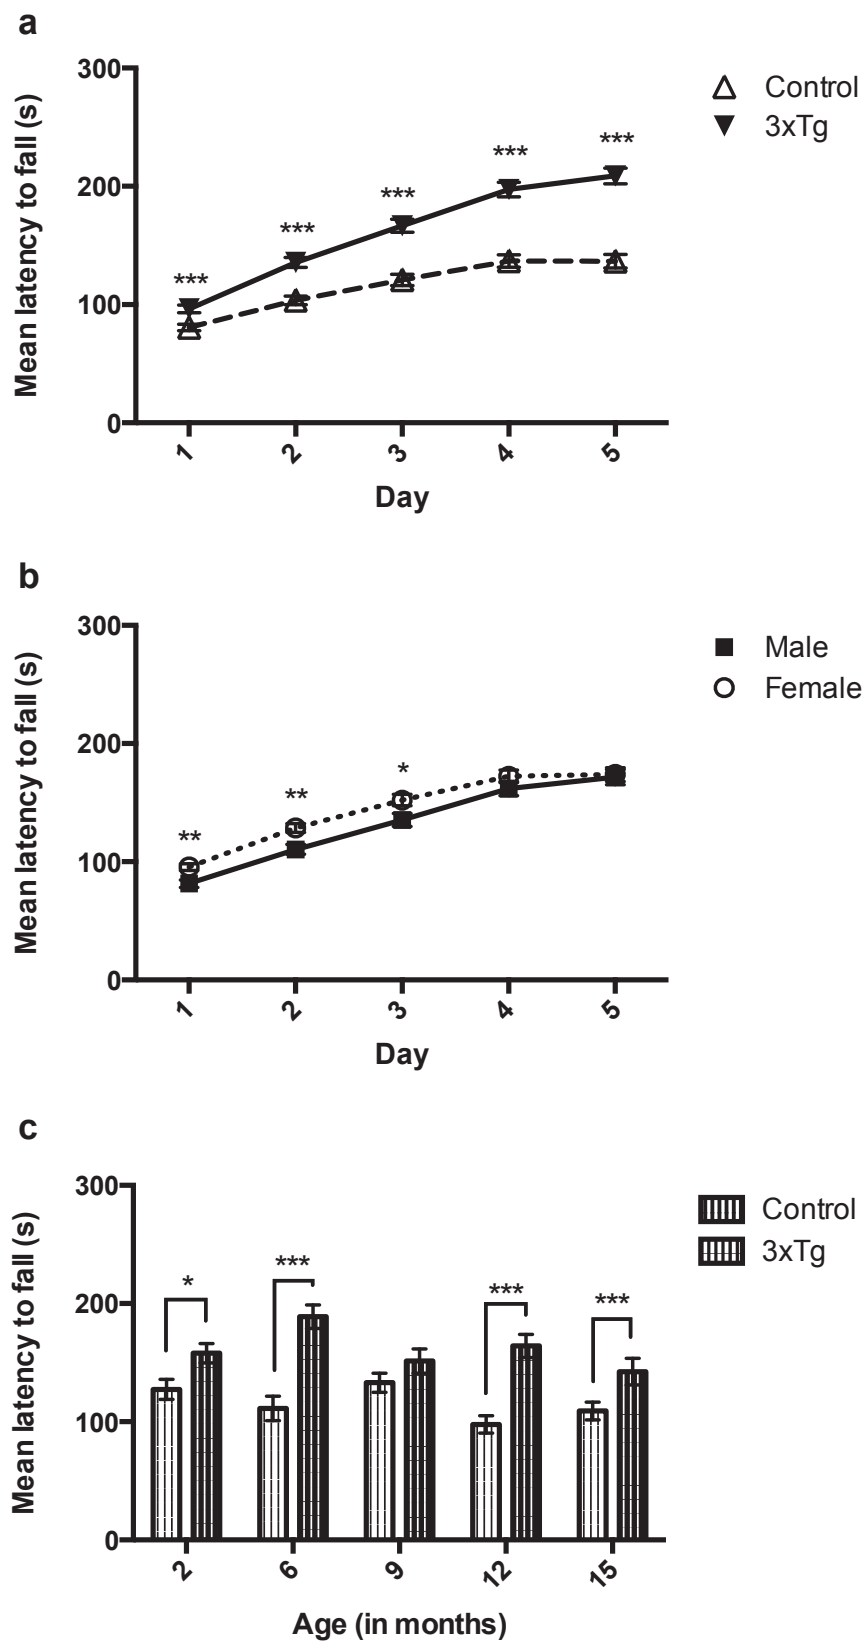 a
Mean latency to fall (s)
300
200
100
0
***
***
***
***
***
1
2
3
4
5
Day
Control
3xTg
b
Mean latency to fall (s)
300
200
100
0
**
**
*
1
2
3
4
5
Day
Male
Female
c
Mean latency to fall (s)
300
200
100
0
*
***
***
***
2
6
9
12
15
Age (in months)
Control
3xTg